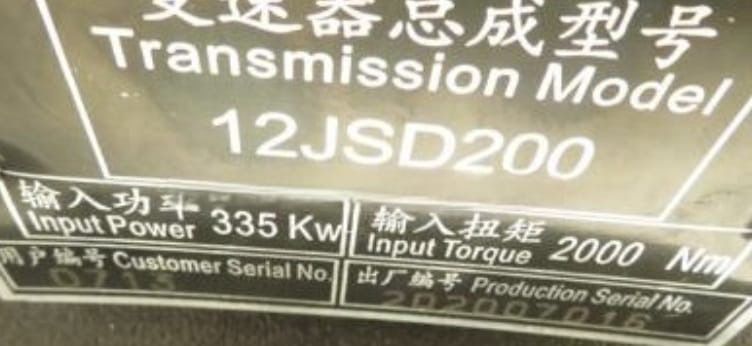 变速器总成型号
Transmission Model
12JSD200
输入功率 335 Kw
Input Power
输入扭矩 2000 Nm
Input Torque
用户编号 Customer Serial No.
0713
出厂编号 Production Serial No.
202007016